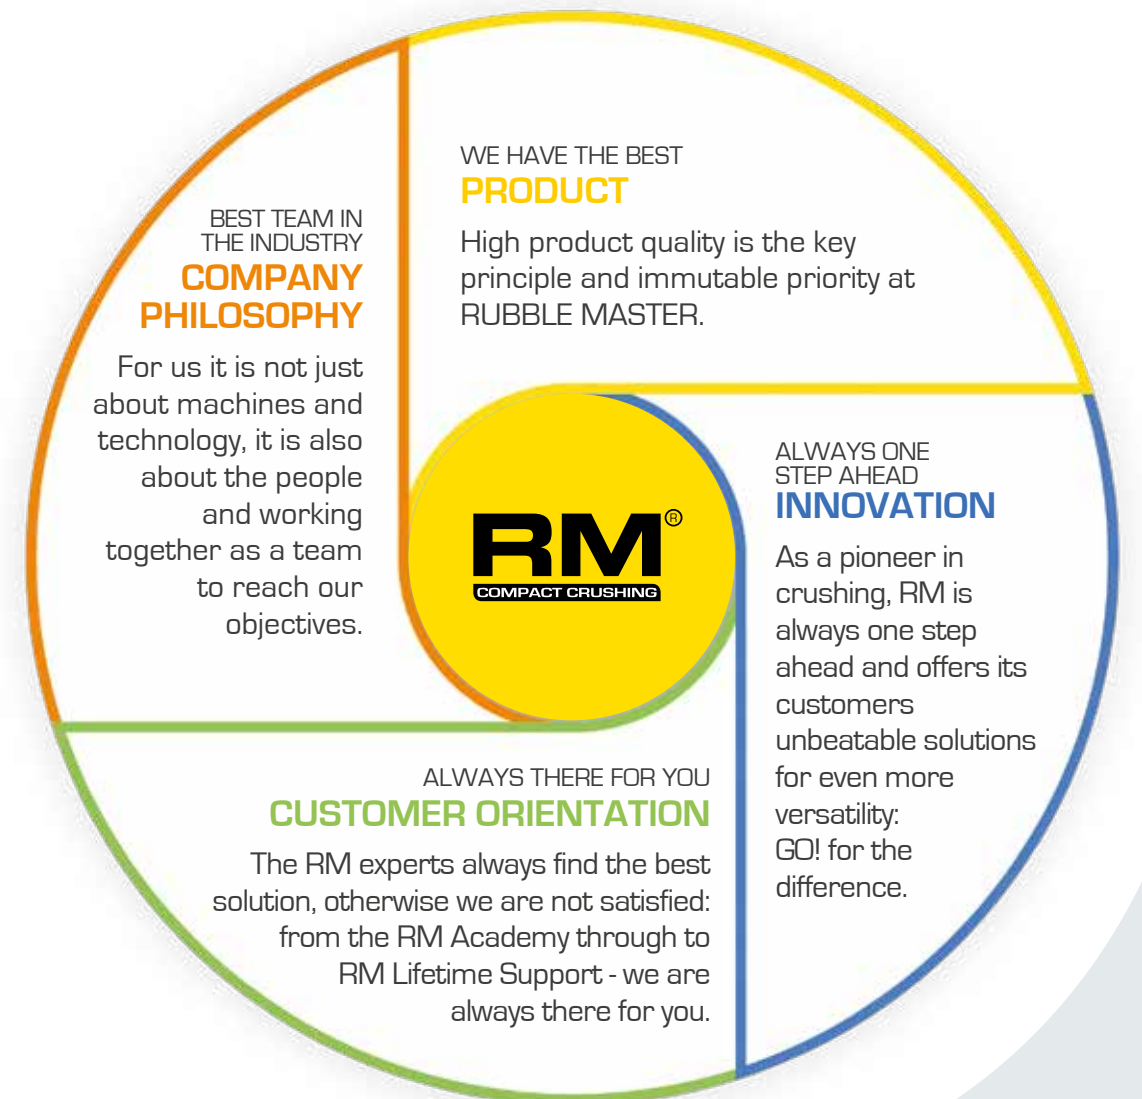 WE HAVE THE BEST
PRODUCT
High product quality is the key
principle and immutable priority at
RUBBLE MASTER.
BEST TEAM IN
THE INDUSTRY
COMPANY
PHILOSOPHY
For us it is not just
about machines and
technology, it is also
about the people
and working
together as a team
to reach our
objectives.
RM®
COMPACT CRUSHING
ALWAYS ONE
STEP AHEAD
INNOVATION
As a pioneer in
crushing, RM is
always one step
ahead and offers its
customers
unbeatable solutions
for even more
versatility:
GO! for the
difference.
ALWAYS THERE FOR YOU
CUSTOMER ORIENTATION
The RM experts always find the best
solution, otherwise we are not satisfied:
from the RM Academy through to
RM Lifetime Support - we are
always there for you.